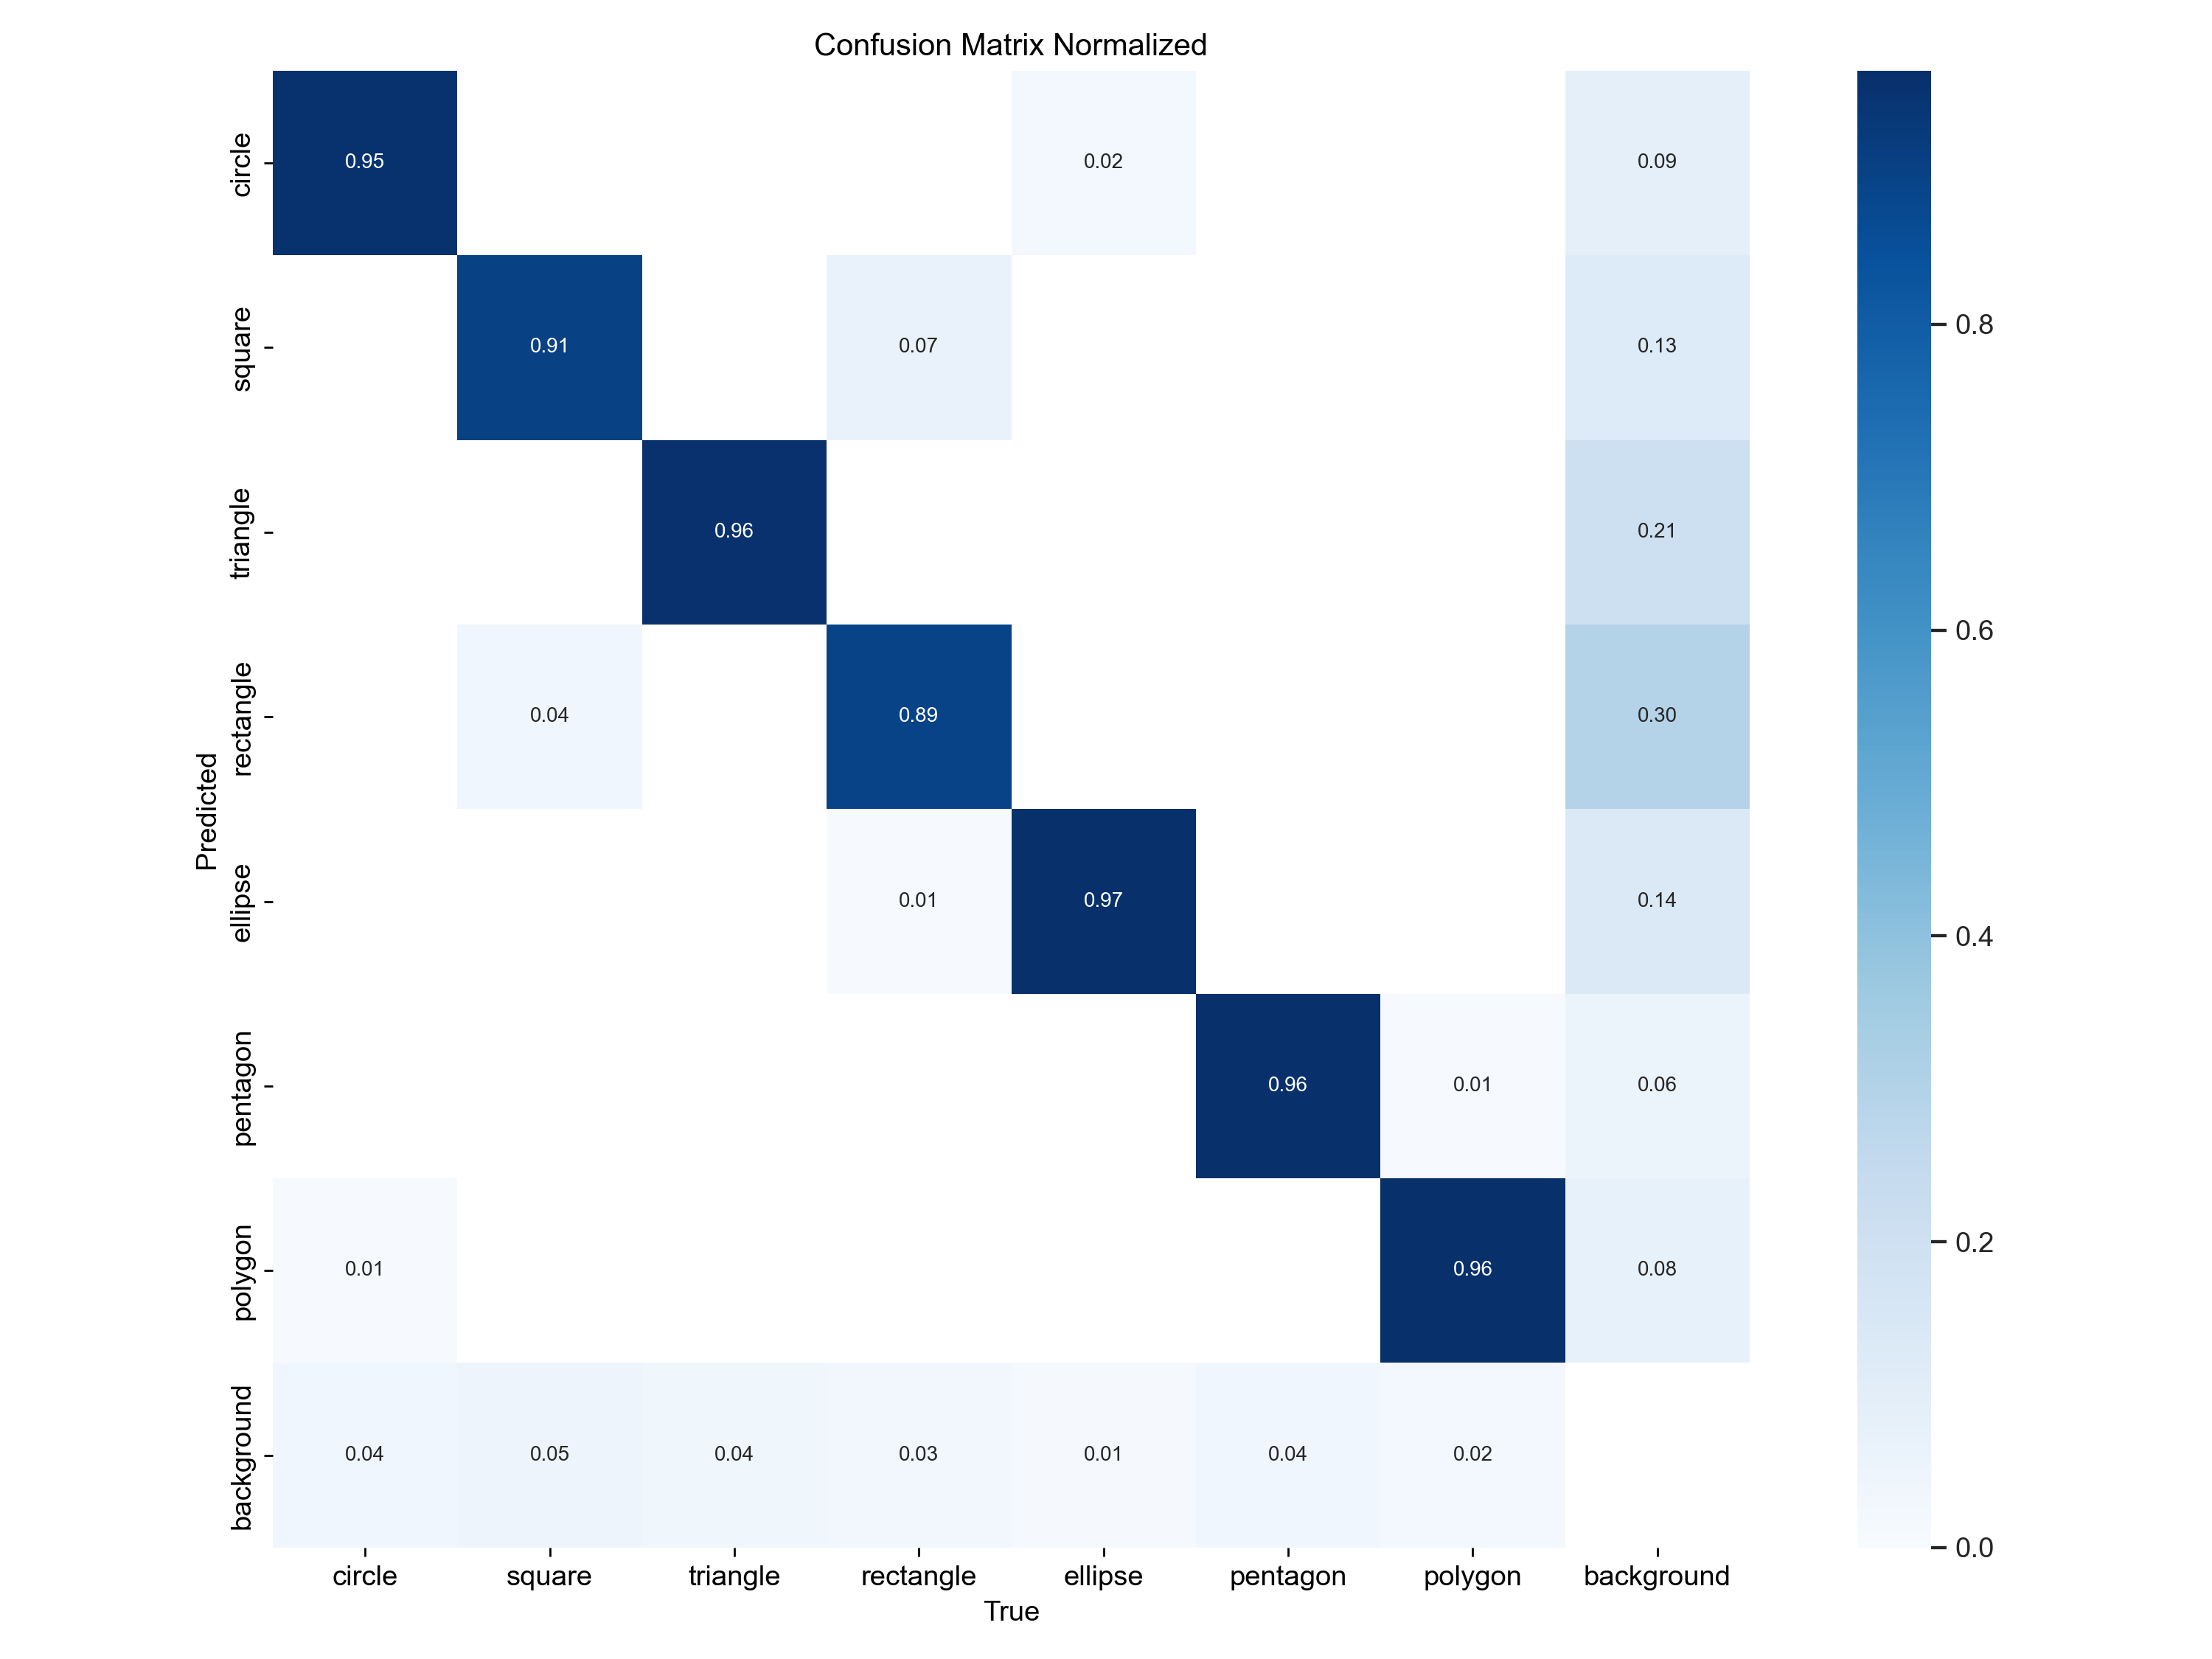 Confusion Matrix Normalized
circle
0.95
0.02
0.09
square
0.91
0.07
0.13
0.8
triangle
0.96
0.21
0.6
rectangle
0.04
0.89
0.30
Predicted
ellipse
0.01
0.97
0.14
0.4
pentagon
0.96
0.01
0.06
polygon
0.01
0.96
0.08
0.2
background
0.04
0.05
0.04
0.03
0.01
0.04
0.02
0.0
circle
square
triangle
rectangle
ellipse
pentagon
polygon
background
True